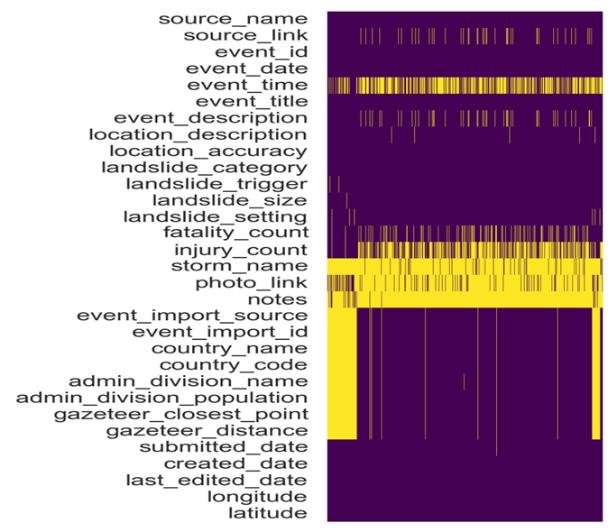 source_name
source_link
event_id
event_date
event_time
event_title
event_description
location_description
location_accuracy
landslide_category
landslide_trigger
landslide_size
landslide_setting
fatality_count
injury_count
storm_name
photo_link
notes
event_import_source
event_import_id
country_name
country_code
admin_division_name
admin_division_population
gazeteer_closest_point
gazeteer_distance
submitted_date
created_date
last_edited_date
longitude
latitude